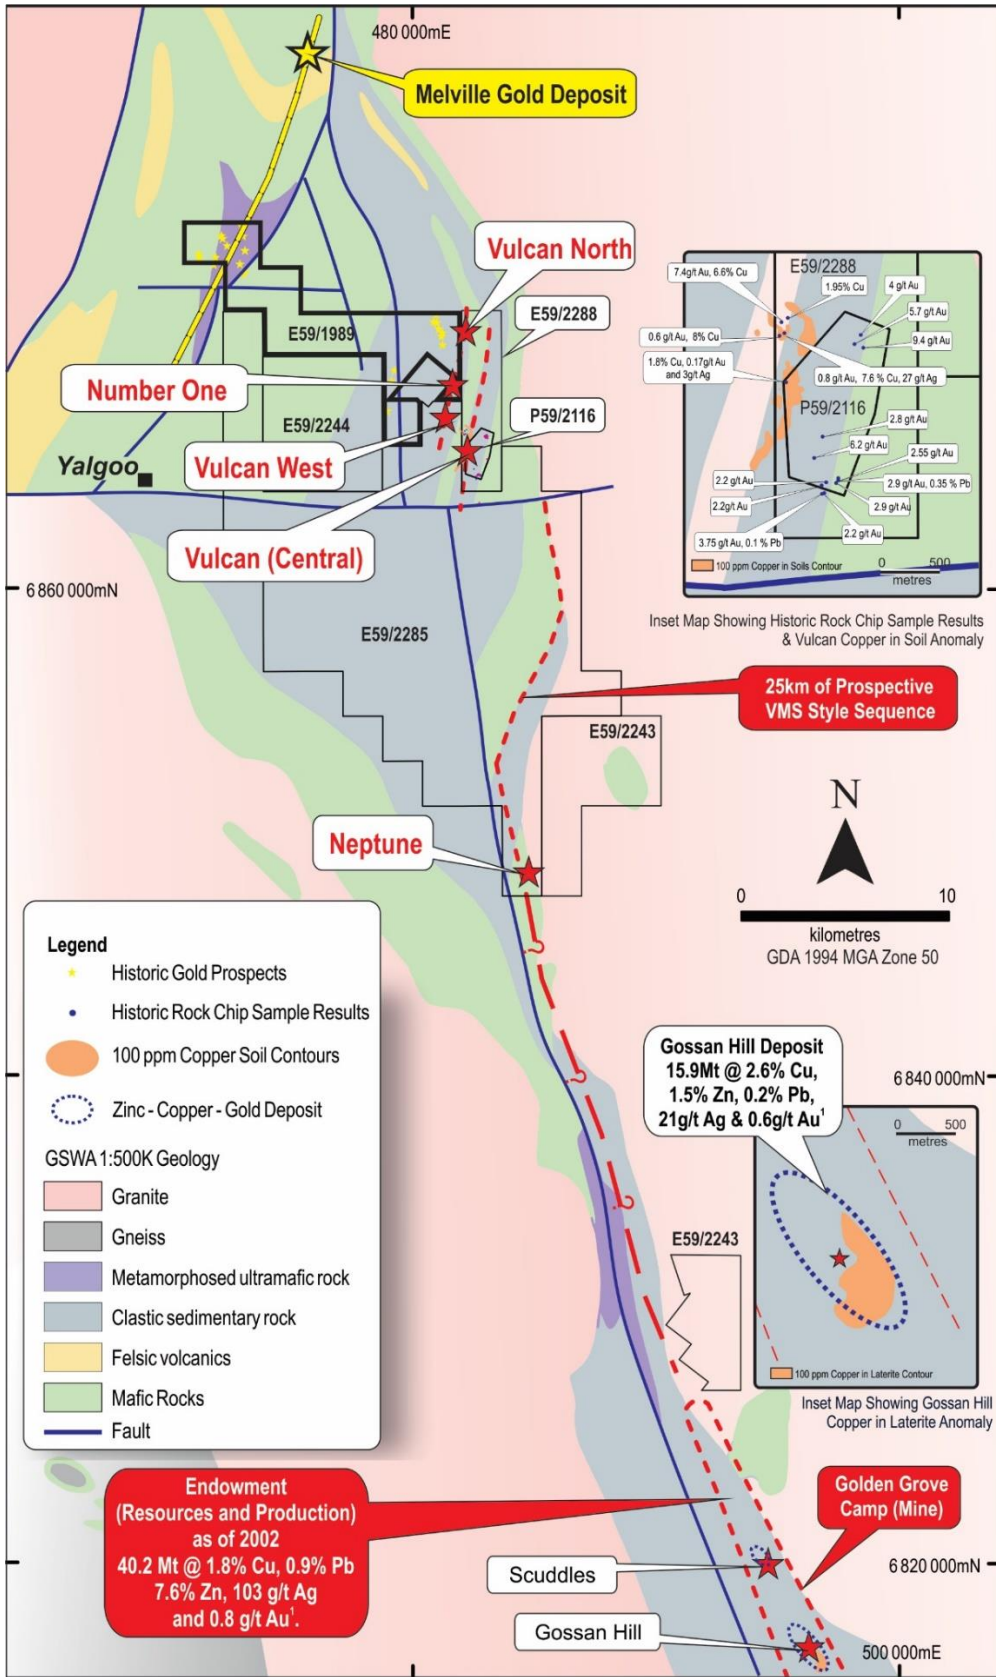 480 000mE
Melville Gold Deposit
Vulcan North
E59/2288
E59/1989
Number One
P59/2116
E59/2244
Vulcan West
Yalgoo
Vulcan (Central)
6 860 000mN
E59/2285
E59/2288
7.4g/t Au, 6.6% Cu
1.95% Cu
4 g/t Au
5.7 g/t Au
0.6 g/t Au, 8% Cu
9.4g/t Au
1.8% Cu, 0.17g/t Au
and 3g/t Ag
0.8 g/t Au, 7.6 % Cu, 27 g/t Ag
P59/2116
2.8 g/t Au
6.2 g/t Au
2.55 g/t Au
2.2 g/t Au
2.9 g/t Au, 0.35 % Pb
2.2g/t Au
2.9 g/t Au
3.75 g/t Au, 0.1 % Pb
2.2 g/t Au
0 500
metres
100 ppm Copper in Soils Contour
Inset Map Showing Historic Rock Chip Sample Results
& Vulcan Copper in Soil Anomaly
25km of Prospective
VMS Style Sequence
E59/2243
N
0 10
kilometres
GDA 1994 MGA Zone 50
Neptune
?
?
?
Legend
Historic Gold Prospects
Historic Rock Chip Sample Results
100 ppm Copper Soil Contours
Zinc - Copper - Gold Deposit
GSWA 1:500K Geology
Granite
Gneiss
Metamorphosed ultramafic rock
Clastic sedimentary rock
Felsic volcanics
Mafic Rocks
Fault
Gossan Hill Deposit
15.9Mt @ 2.6% Cu,
1.5% Zn, 0.2% Pb,
21g/t Ag & 0.6g/t Au¹
6 840 000mN
0 500
metres
E59/2243
100 ppm Copper in Laterite Contour
Inset Map Showing Gossan Hill
Copper in Laterite Anomaly
Endowment
(Resources and Production)
as of 2002
40.2 Mt @ 1.8% Cu, 0.9% Pb
7.6% Zn, 103 g/t Ag
and 0.8 g/t Au¹.
Golden Grove
Camp (Mine)
Scuddles
6 820 000mN
Gossan Hill
500 000mE